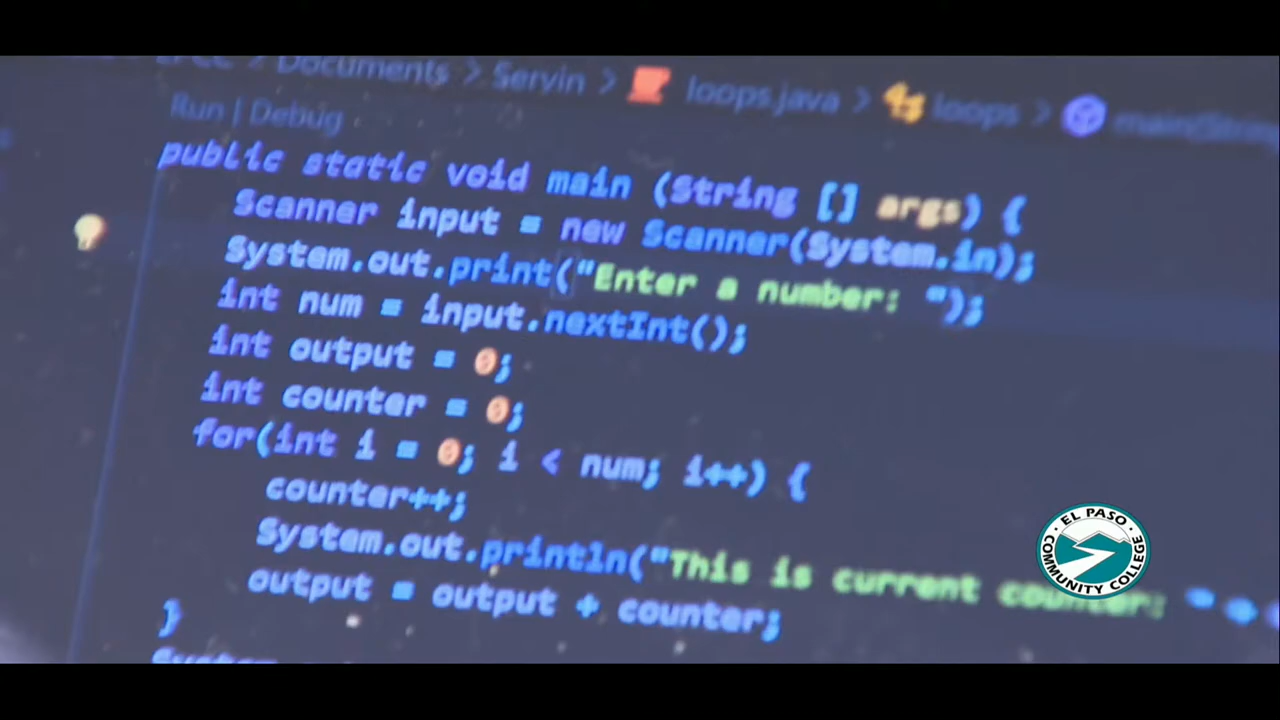 Documents > Servin > loops.java > loops >
Run | Debug
public static void main (String [] args) {
Scanner input = new Scanner(System.in);
System.out.print("Enter a number: ");
int num = input.nextInt();
int output = 0;
int counter = 0;
for(int i = 0; i < num; i++) {
counter++;
System.out.println("This is current counter: "
output = output + counter;
}
EL PASO COMMUNITY COLLEGE